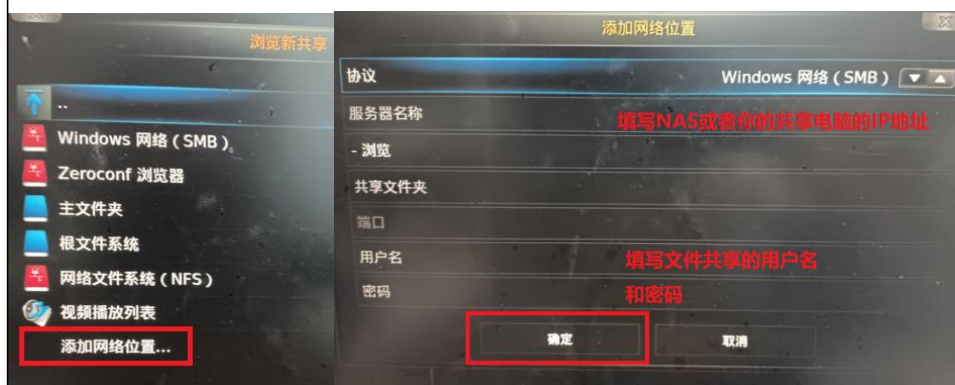 浏览新共享
..
Windows 网络（SMB）
Zeroconf 浏览器
主文件夹
根文件系统
网络文件系统（NFS）
视频播放列表
添加网络位置...
添加网络位置
协议
Windows 网络（SMB）
服务器名称
填写NAS或者你的共享电脑的IP地址
- 浏览
共享文件夹
端口
用户名
填写文件共享的用户名
密码
和密码
确定
取消